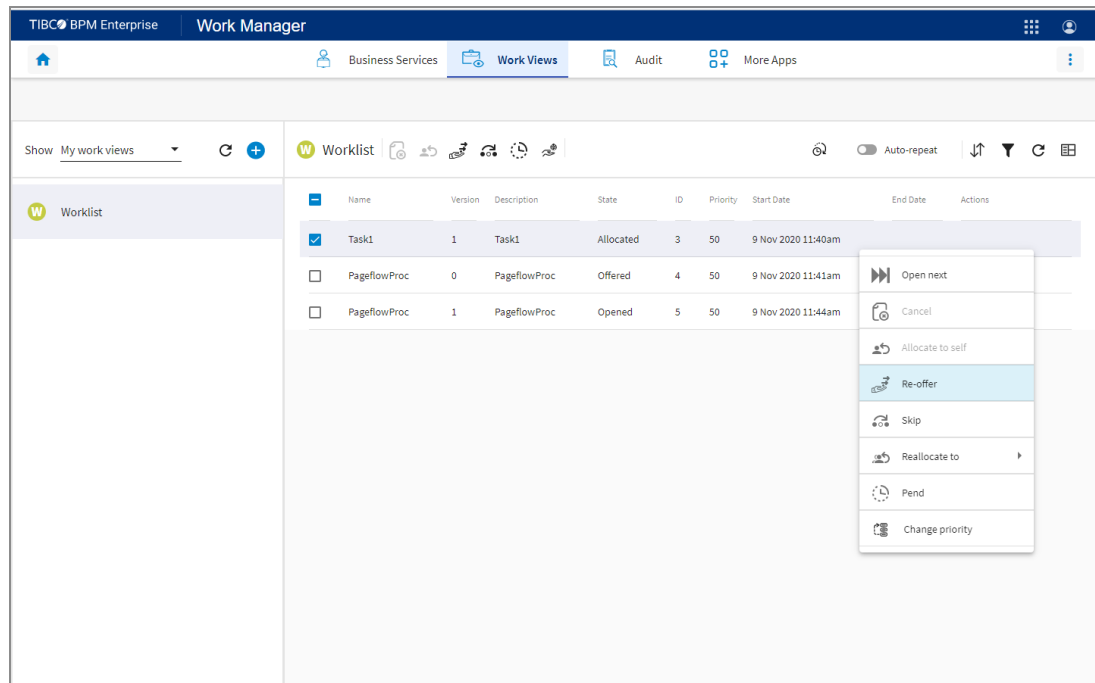 TIBCO BPM Enterprise Work Manager
Business Services Work Views Audit More Apps
Show My work views
W Worklist Auto-repeat
W Worklist
Name Version Description State ID Priority Start Date End Date Actions
Task1 1 Task1 Allocated 3 50 9 Nov 2020 11:40am
PageflowProc 0 PageflowProc Offered 4 50 9 Nov 2020 11:41am
PageflowProc 1 PageflowProc Opened 5 50 9 Nov 2020 11:44am
Open next
Cancel
Allocate to self
Re-offer
Skip
Reallocate to
Pend
Change priority